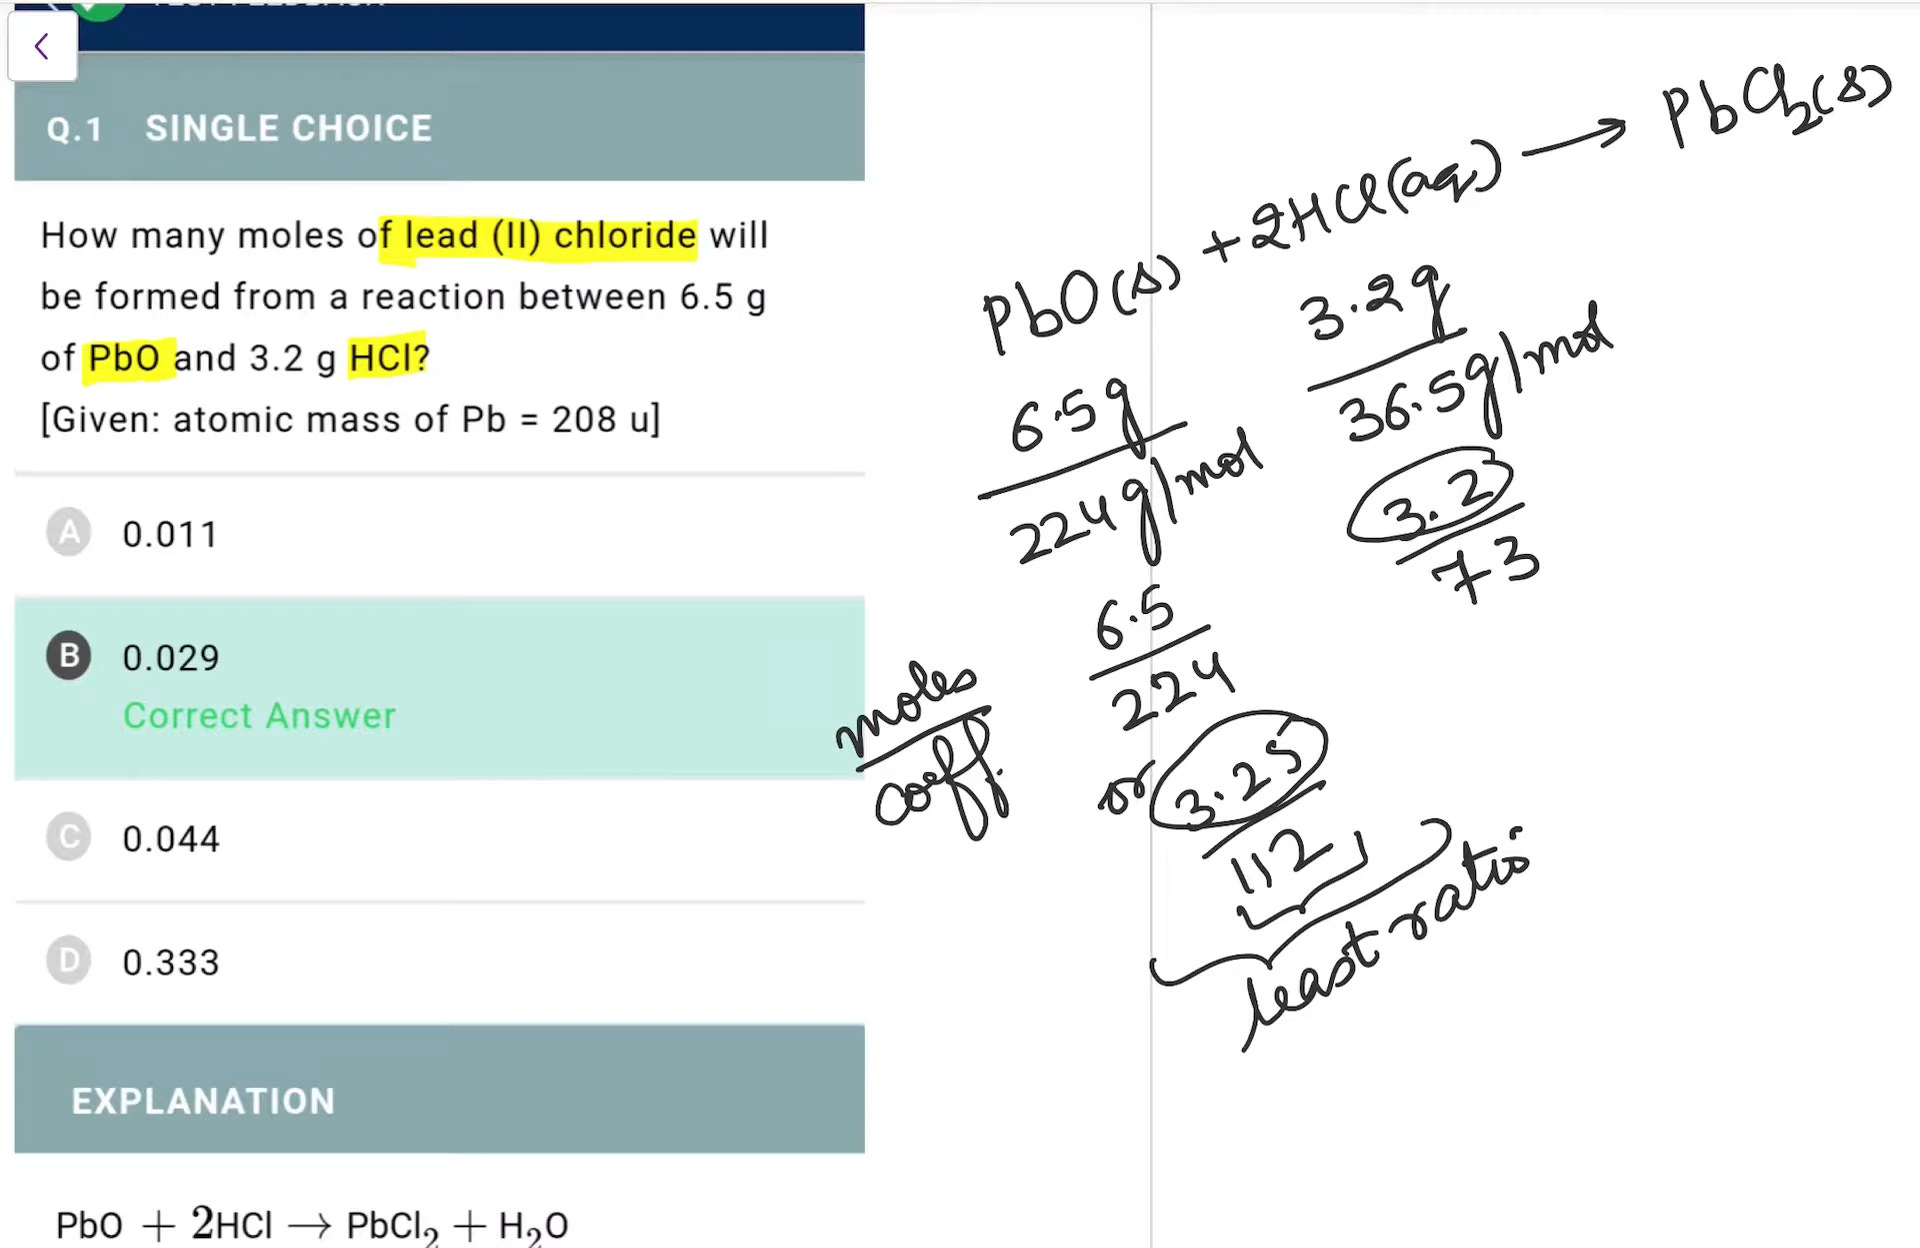 Q.1 SINGLE CHOICE
How many moles of lead (II) chloride will
be formed from a reaction between 6.5 g
of PbO and 3.2 g HCl?
[Given: atomic mass of Pb = 208 u]
A 0.011
B 0.029
Correct Answer
C 0.044
D 0.333
EXPLANATION
PbO + 2HCl → PbCl₂ + H₂O
PbO(s) + 2HCl(aq) → PbCl₂(s)
6.5g
224g/mol
3.2g
36.5g/mol
3.2
73
6.5
224
moles
coeff.
or 3.25
112
least ratio